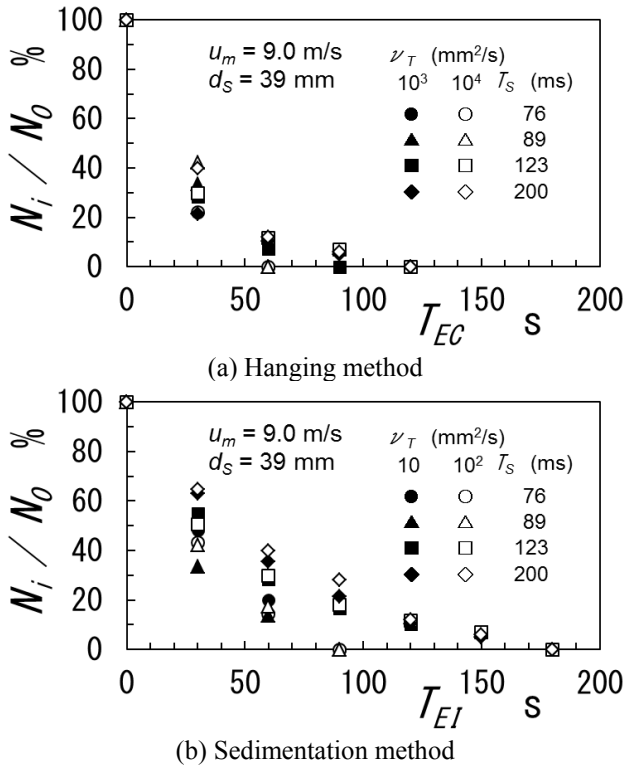 100
80
60
40
20
0
N_i / N_0 %
u_m = 9.0 m/s
d_S = 39 mm
ν_T (mm²/s)
10³ 10⁴ T_S (ms)
76
89
123
200
0 50 100 150 200
T_EC s
(a) Hanging method
100
80
60
40
20
0
N_i / N_0 %
u_m = 9.0 m/s
d_S = 39 mm
ν_T (mm²/s)
10 10² T_S (ms)
76
89
123
200
0 50 100 150 200
T_EI s
(b) Sedimentation method